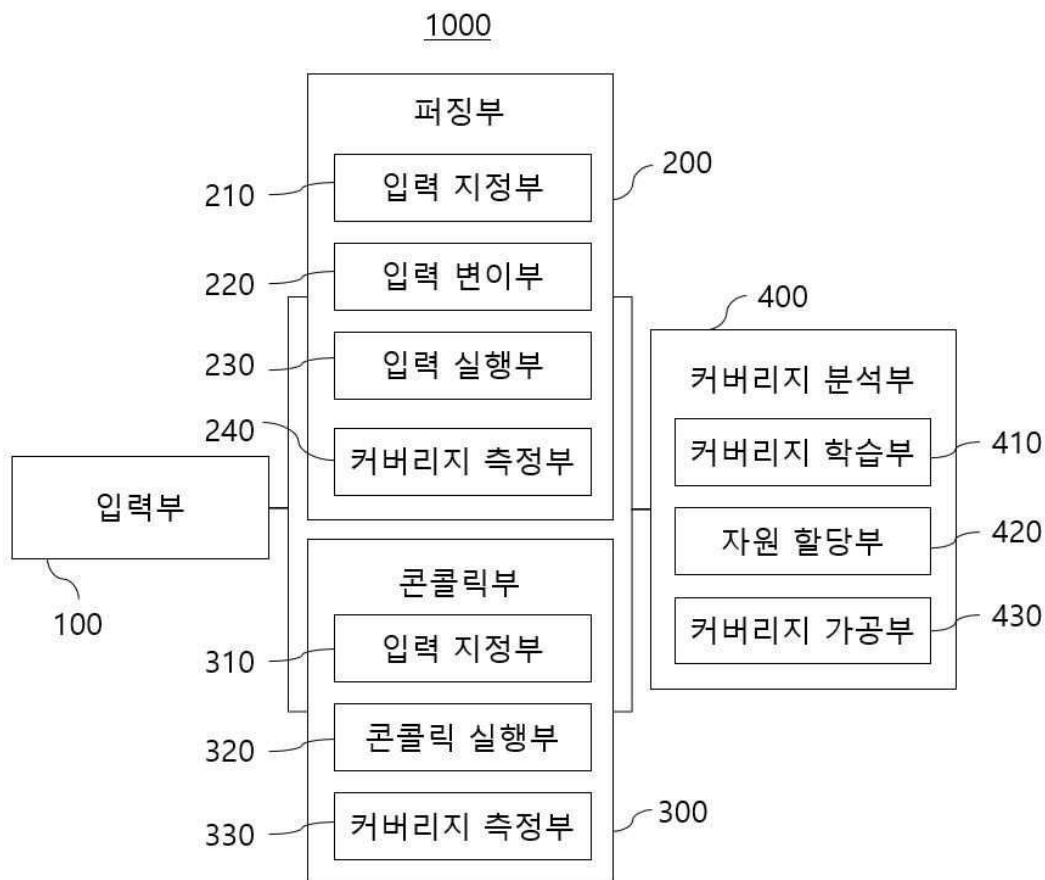 1000
퍼징부
200
210
입력 지정부
220
입력 변이부
230
입력 실행부
240
커버리지 측정부
입력부
100
콘콜릭부
310
입력 지정부
320
콘콜릭 실행부
330
커버리지 측정부
300
400
커버리지 분석부
커버리지 학습부
410
자원 할당부
420
커버리지 가공부
430